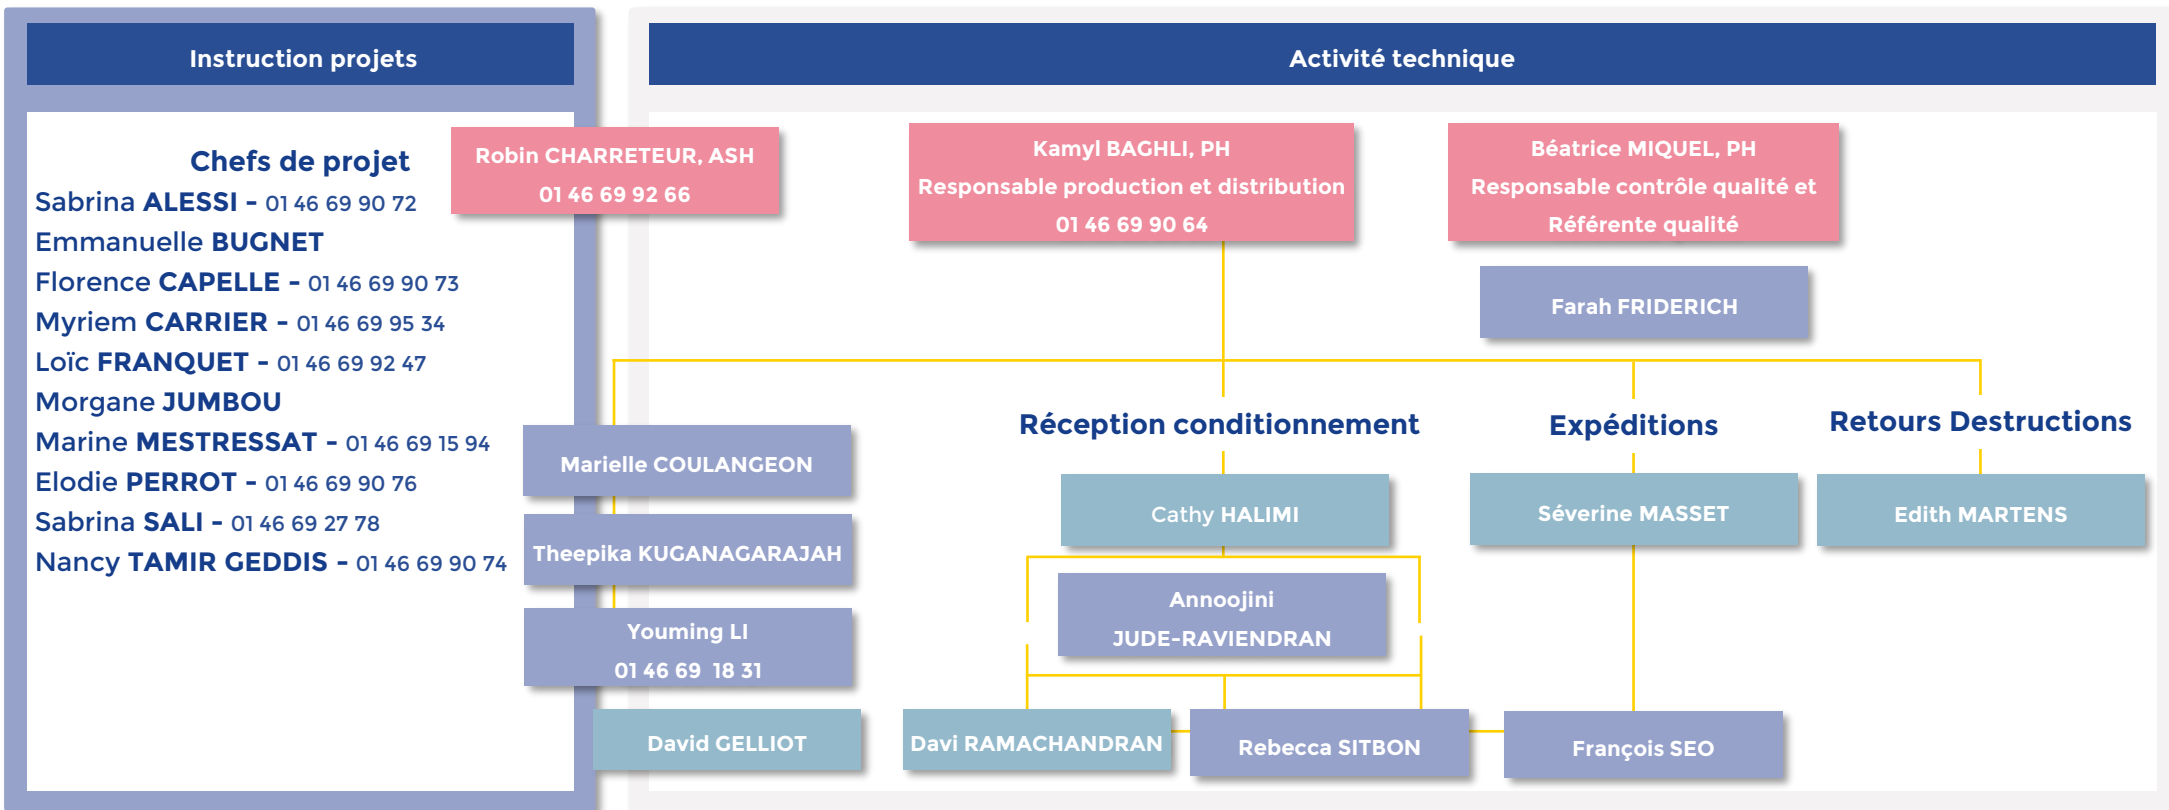 Instruction projets
Chefs de projet
Sabrina ALESSI - 01 46 69 90 72
Emmanuelle BUGNET
Florence CAPELLE - 01 46 69 90 73
Myriem CARRIER - 01 46 69 95 34
Loïc FRANQUET - 01 46 69 92 47
Morgane JUMBOU
Marine MESTRESSAT - 01 46 69 15 94
Elodie PERROT - 01 46 69 90 76
Sabrina SALI - 01 46 69 27 78
Nancy TAMIR GEDDIS - 01 46 69 90 74
Robin CHARRETEUR, ASH
01 46 69 92 66
Activité technique
Kamyl BAGHLI, PH
Responsable production et distribution
01 46 69 90 64
Béatrice MIQUEL, PH
Responsable contrôle qualité et
Référente qualité
Farah FRIDERICH
Marielle COULANGEON
Theepika KUGANAGARAJAH
Youming LI
01 46 69 18 31
David GELLIOT
Réception conditionnement
Cathy HALIMI
Annoojini
JUDE-RAVIENDRAN
Davi RAMACHANDRAN
Rebecca SITBON
Expéditions
Séverine MASSET
François SEO
Retours Destructions
Edith MARTENS